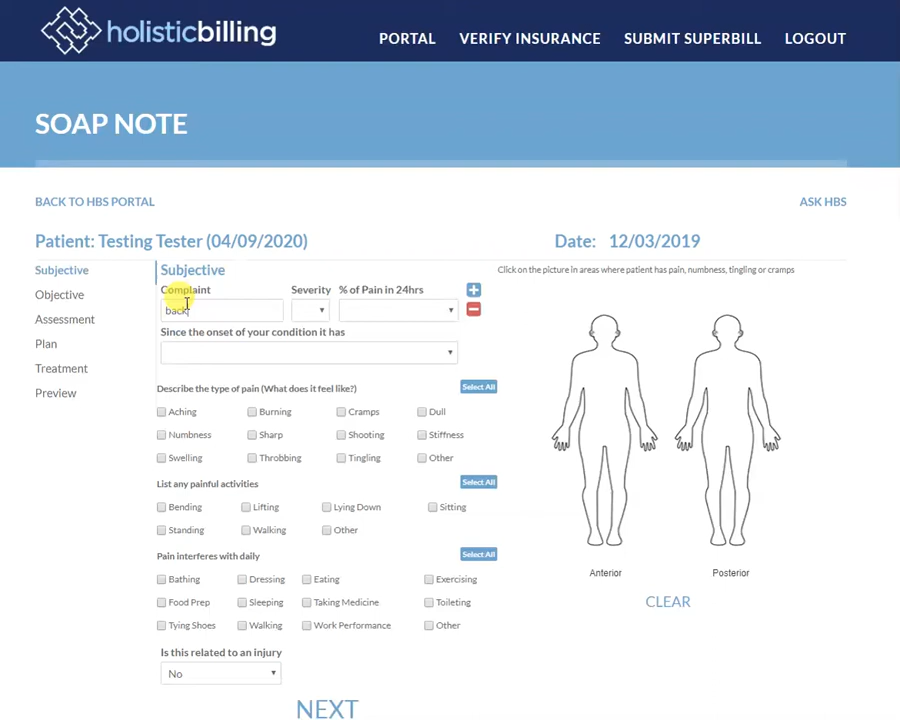 holisticbilling
PORTAL VERIFY INSURANCE SUBMIT SUPERBILL LOGOUT
SOAP NOTE
BACK TO HBS PORTAL ASK HBS
Patient: Testing Tester (04/09/2020) Date: 12/03/2019
Subjective
Objective
Assessment
Plan
Treatment
Preview
Subjective
Complaint Severity % of Pain in 24hrs
back
Since the onset of your condition it has
Describe the type of pain (What does it feel like?) Select All
Aching Burning Cramps Dull
Numbness Sharp Shooting Stiffness
Swelling Throbbing Tingling Other
List any painful activities Select All
Bending Lifting Lying Down Sitting
Standing Walking Other
Pain interferes with daily Select All
Bathing Dressing Eating Exercising
Food Prep Sleeping Taking Medicine Toileting
Tying Shoes Walking Work Performance Other
Is this related to an injury
No
NEXT
Click on the picture in areas where patient has pain, numbness, tingling or cramps
Anterior Posterior
CLEAR